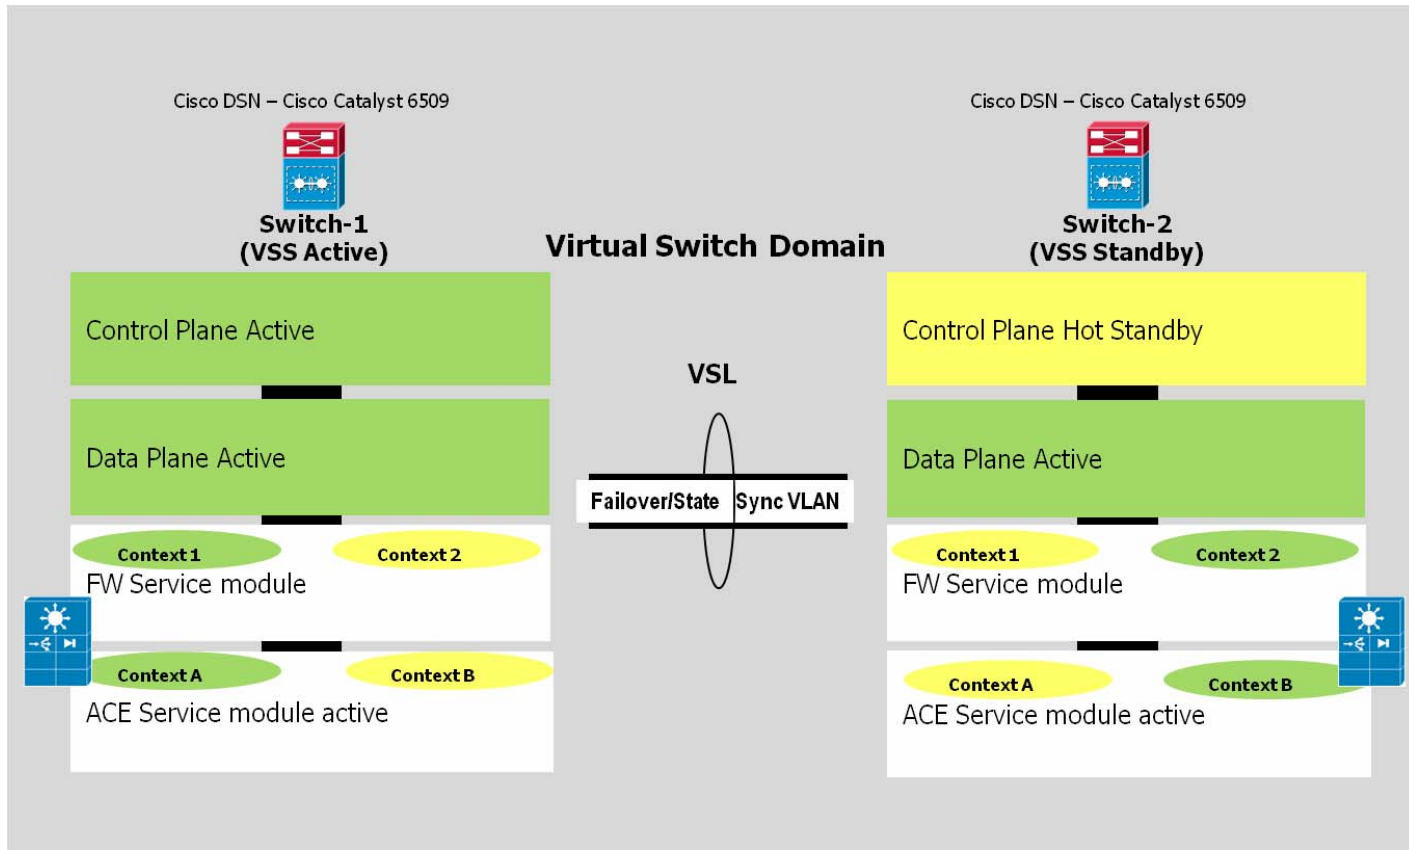 Cisco DSN – Cisco Catalyst 6509
Switch-1
(VSS Active)
Control Plane Active
Data Plane Active
Context 1
Context 2
FW Service module
Context A
Context B
ACE Service module active
Virtual Switch Domain
VSL
Failover/State Sync VLAN
Cisco DSN – Cisco Catalyst 6509
Switch-2
(VSS Standby)
Control Plane Hot Standby
Data Plane Active
Context 1
Context 2
FW Service module
Context A
Context B
ACE Service module active